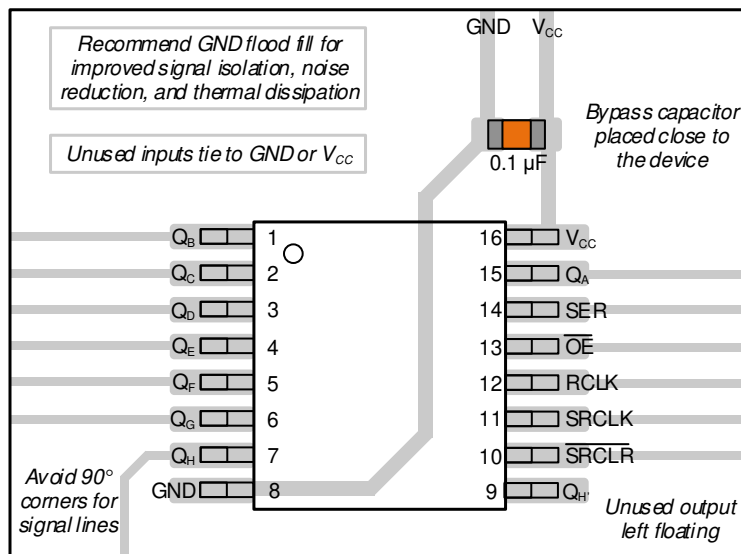 GND VCC
Recommend GND flood fill for
improved signal isolation, noise
reduction, and thermal dissipation
Unused inputs tie to GND or VCC
Bypass capacitor
placed close to
the device
0.1 μF
QB 1 16 VCC
QC 2 15 QA
QD 3 14 SER
QE 4 13 O̅E̅
QF 5 12 RCLK
QG 6 11 SRCLK
QH 7 10 S̅R̅C̅L̅R̅
GND 8 9 QH'
Avoid 90°
corners for
signal lines
Unused output
left floating